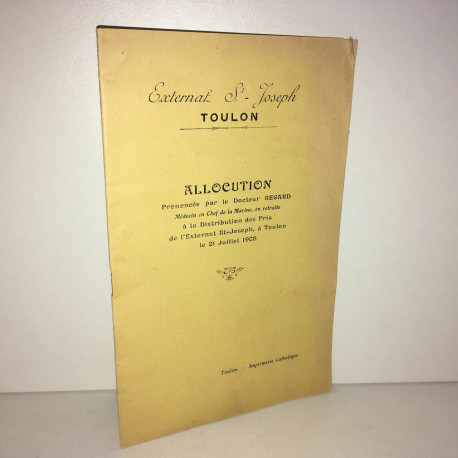 Externat St-Joseph
TOULON
ALLOCUTION
Prononcée par le Docteur REGARD
Médecin en Chef de la Marine, en retraite
à la Distribution des Prix
de l'Externat St-Joseph, à Toulon
le 21 Juillet 1908
Toulon. - Imprimerie Catholique